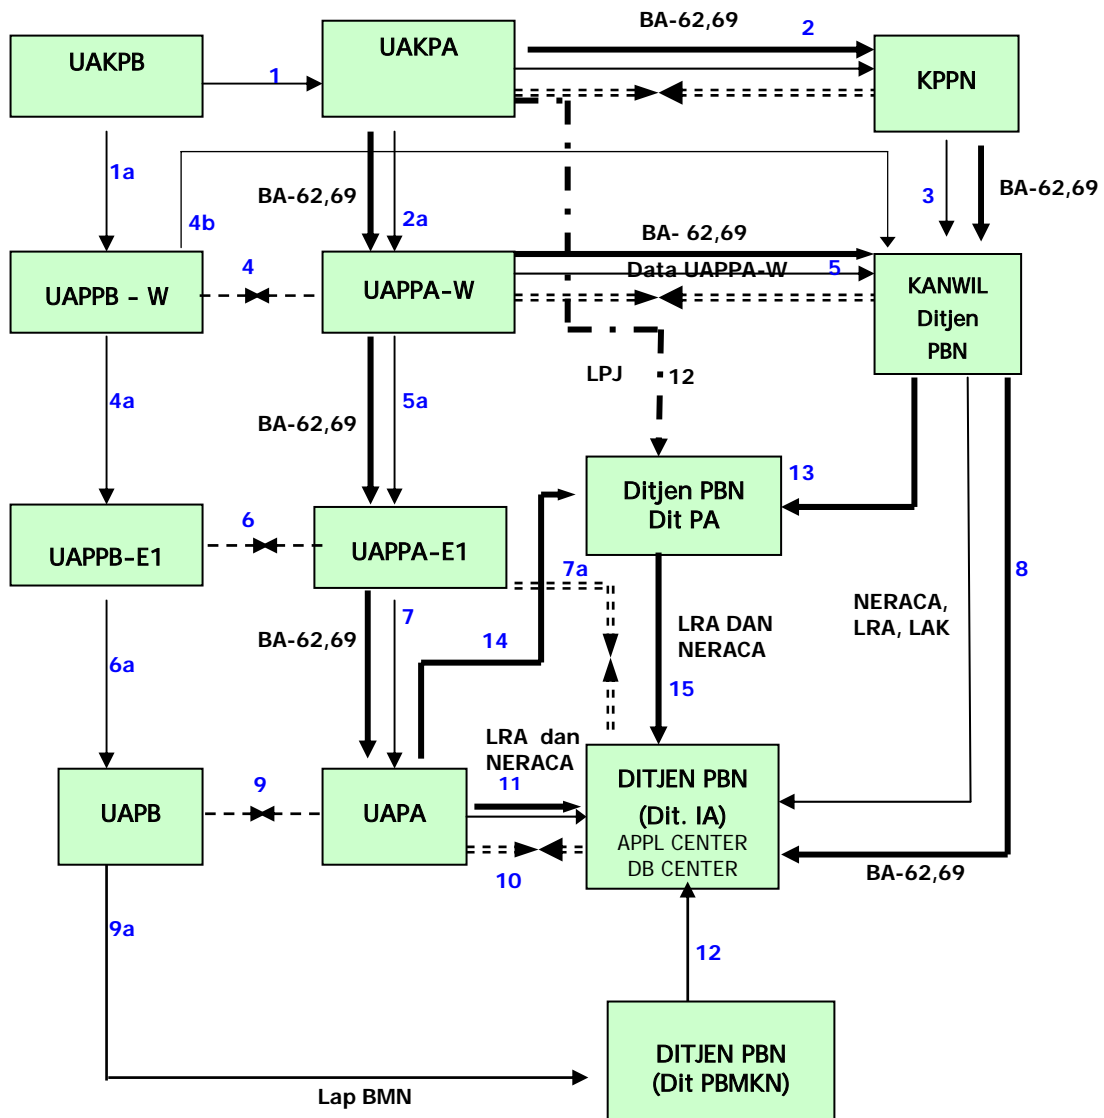 BA-62,69
2
UAKPB
UAKPA
1
KPPN
1a
BA-62,69
2a
4b
3
BA-62,69
BA- 62,69
4
Data UAPPA-W
5
UAPPB - W
UAPPA-W
KANWIL
Ditjen
PBN
LPJ
12
4a
5a
BA-62,69
13
Ditjen PBN
Dit PA
6
UAPPB-E1
UAPPA-E1
7a
8
NERACA,
LRA, LAK
7
BA-62,69
14
LRA DAN
NERACA
6a
15
LRA dan
NERACA
9
11
UAPB
UAPA
DITJEN PBN
(Dit. IA)
APPL CENTER
DB CENTER
10
BA-62,69
9a
12
DITJEN PBN
(Dit PBMKN)
Lap BMN